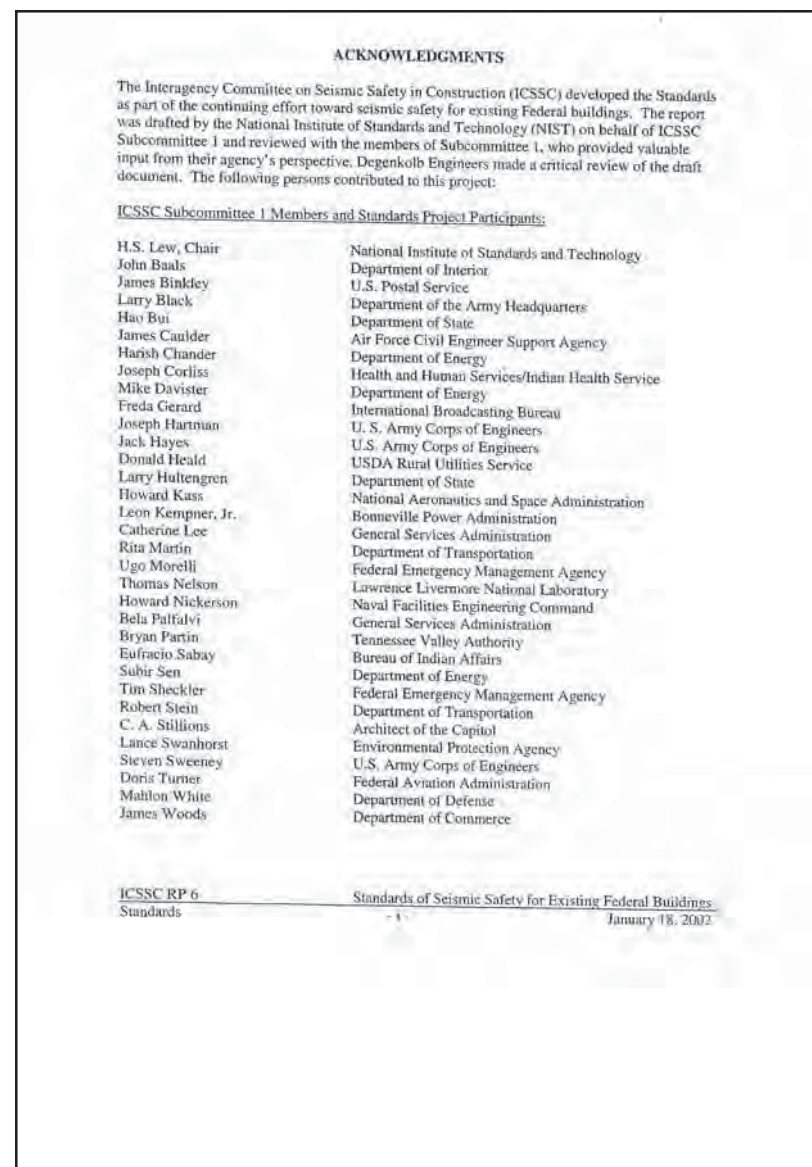 ACKNOWLEDGMENTS
The Interagency Committee on Seismic Safety in Construction (ICSSC) developed the Standards
as part of the continuing effort toward seismic safety for existing Federal buildings. The report
was drafted by the National Institute of Standards and Technology (NIST) on behalf of ICSSC
Subcommittee 1 and reviewed with the members of Subcommittee 1, who provided valuable
input from their agency's perspective. Degenkolb Engineers made a critical review of the draft
document. The following persons contributed to this project:
ICSSC Subcommittee 1 Members and Standards Project Participants:
H.S. Lew, Chair National Institute of Standards and Technology
John Baals Department of Interior
James Binkley U.S. Postal Service
Larry Black Department of the Army Headquarters
Hao Bui Department of State
James Caulder Air Force Civil Engineer Support Agency
Harish Chander Department of Energy
Joseph Corliss Health and Human Services/Indian Health Service
Mike Davister Department of Energy
Freda Gerard International Broadcasting Bureau
Joseph Hartman U. S. Army Corps of Engineers
Jack Hayes U.S. Army Corps of Engineers
Donald Heald USDA Rural Utilities Service
Larry Hultengren Department of State
Howard Kass National Aeronautics and Space Administration
Leon Kempner, Jr. Bonneville Power Administration
Catherine Lee General Services Administration
Rita Martin Department of Transportation
Ugo Morelli Federal Emergency Management Agency
Thomas Nelson Lawrence Livermore National Laboratory
Howard Nickerson Naval Facilities Engineering Command
Bela Palfalvi General Services Administration
Bryan Partin Tennessee Valley Authority
Eufracio Sabay Bureau of Indian Affairs
Subir Sen Department of Energy
Tim Sheckler Federal Emergency Management Agency
Robert Stein Department of Transportation
C. A. Stillions Architect of the Capitol
Lance Swanhorst Environmental Protection Agency
Steven Sweeney U.S. Army Corps of Engineers
Doris Turner Federal Aviation Administration
Mahlon White Department of Defense
James Woods Department of Commerce
ICSSC RP 6 Standards of Seismic Safety for Existing Federal Buildings
Standards January 18, 2002